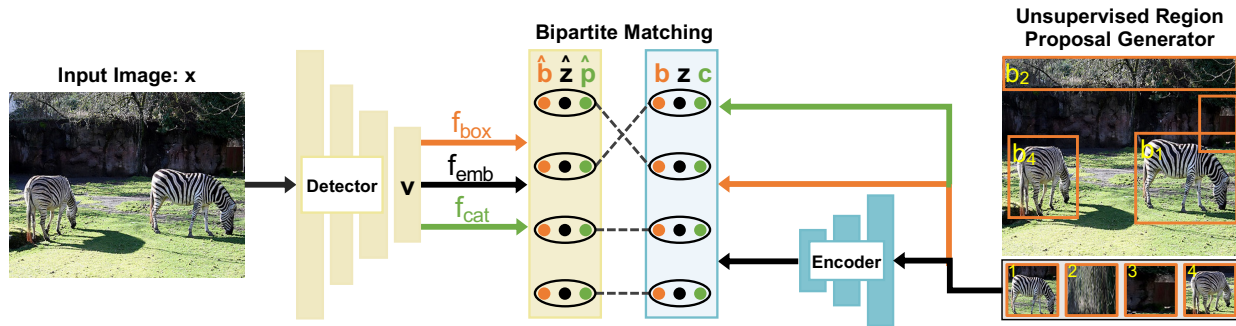 Input Image: x
Detector
v
f_box
f_emb
f_cat
Bipartite Matching
b̂ ẑ p̂
b z c
Encoder
Unsupervised Region
Proposal Generator
b₂
b₄
b₁
1 2 3 4